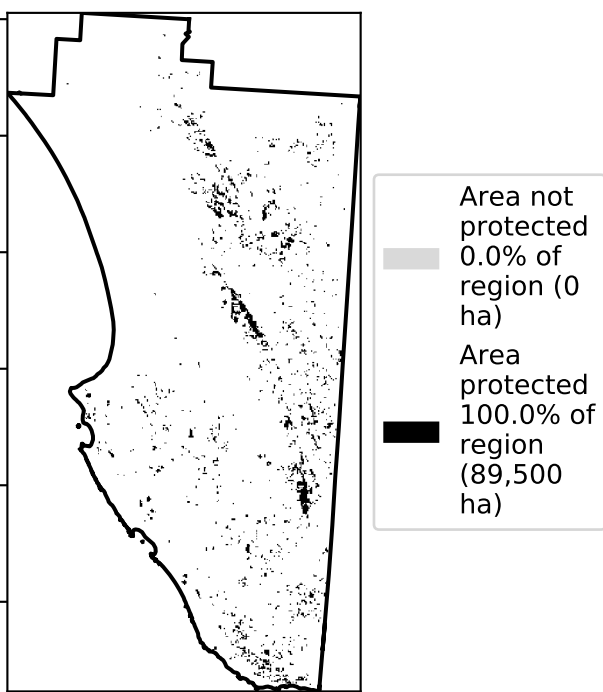 Area not
protected
0.0% of
region (0
ha)
Area
protected
100.0% of
region
(89,500
ha)